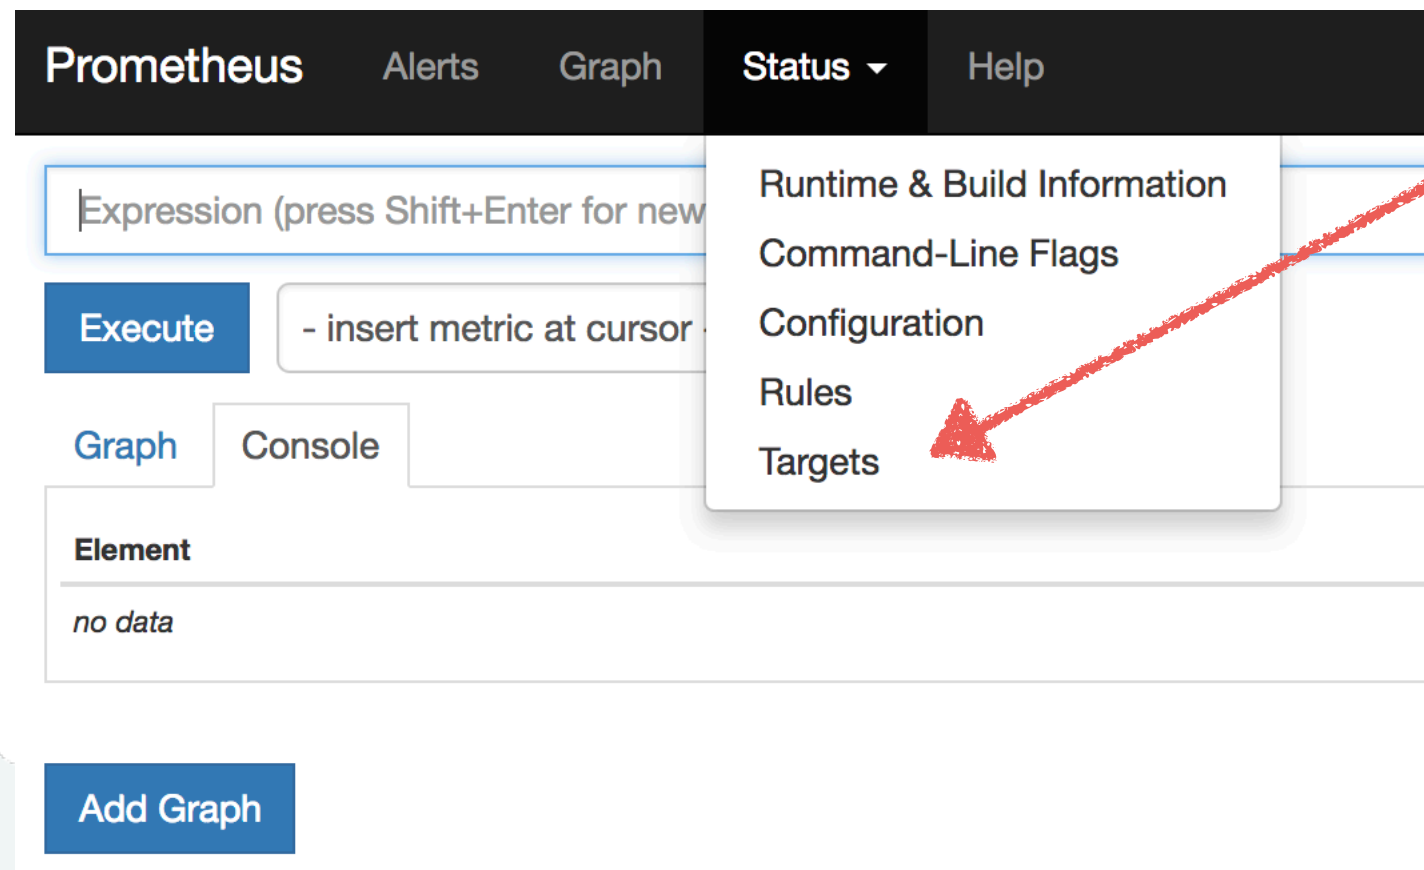 Prometheus Alerts Graph Status Help
Runtime & Build Information
Expression (press Shift+Enter for new
Command-Line Flags
Configuration
Execute - insert metric at cursor -
Rules
Graph Console
Targets
Element
no data
Add Graph